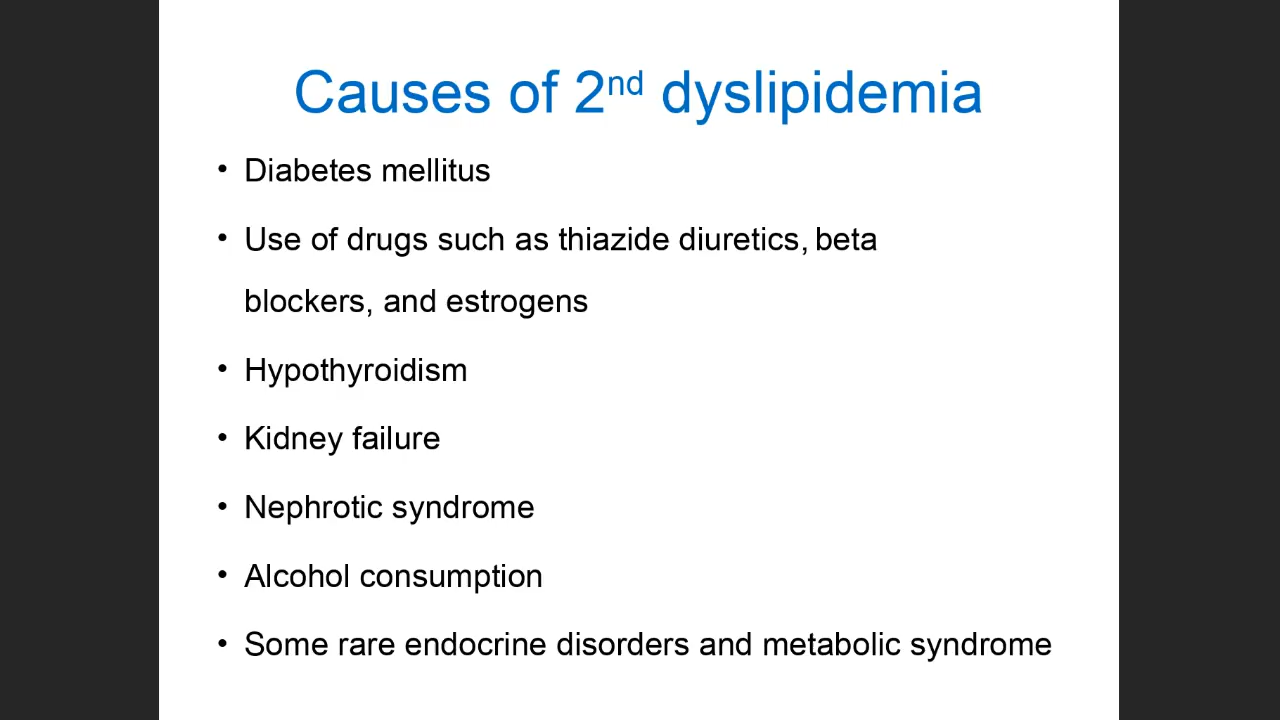 Causes of 2nd dyslipidemia
• Diabetes mellitus
• Use of drugs such as thiazide diuretics, beta
blockers, and estrogens
• Hypothyroidism
• Kidney failure
• Nephrotic syndrome
• Alcohol consumption
• Some rare endocrine disorders and metabolic syndrome